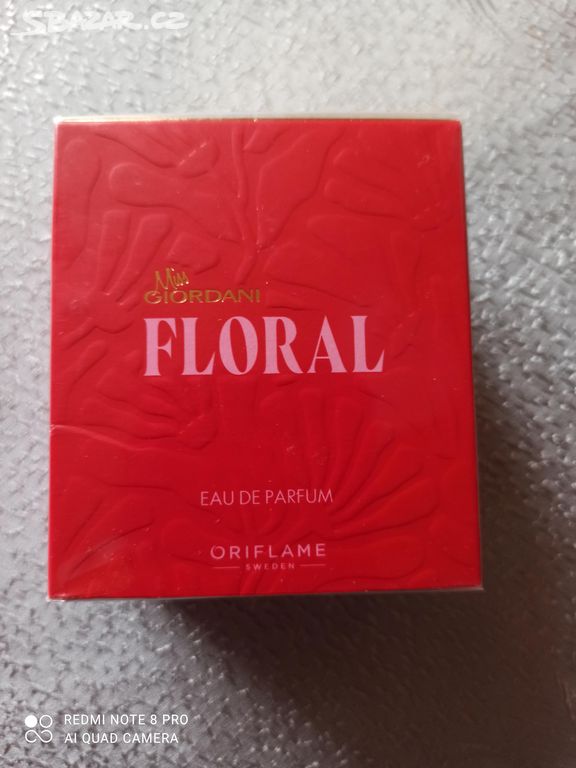 SBAZAR.CZ
Miss
GIORDANI
FLORAL
EAU DE PARFUM
ORIFLAME
SWEDEN
REDMI NOTE 8 PRO
AI QUAD CAMERA